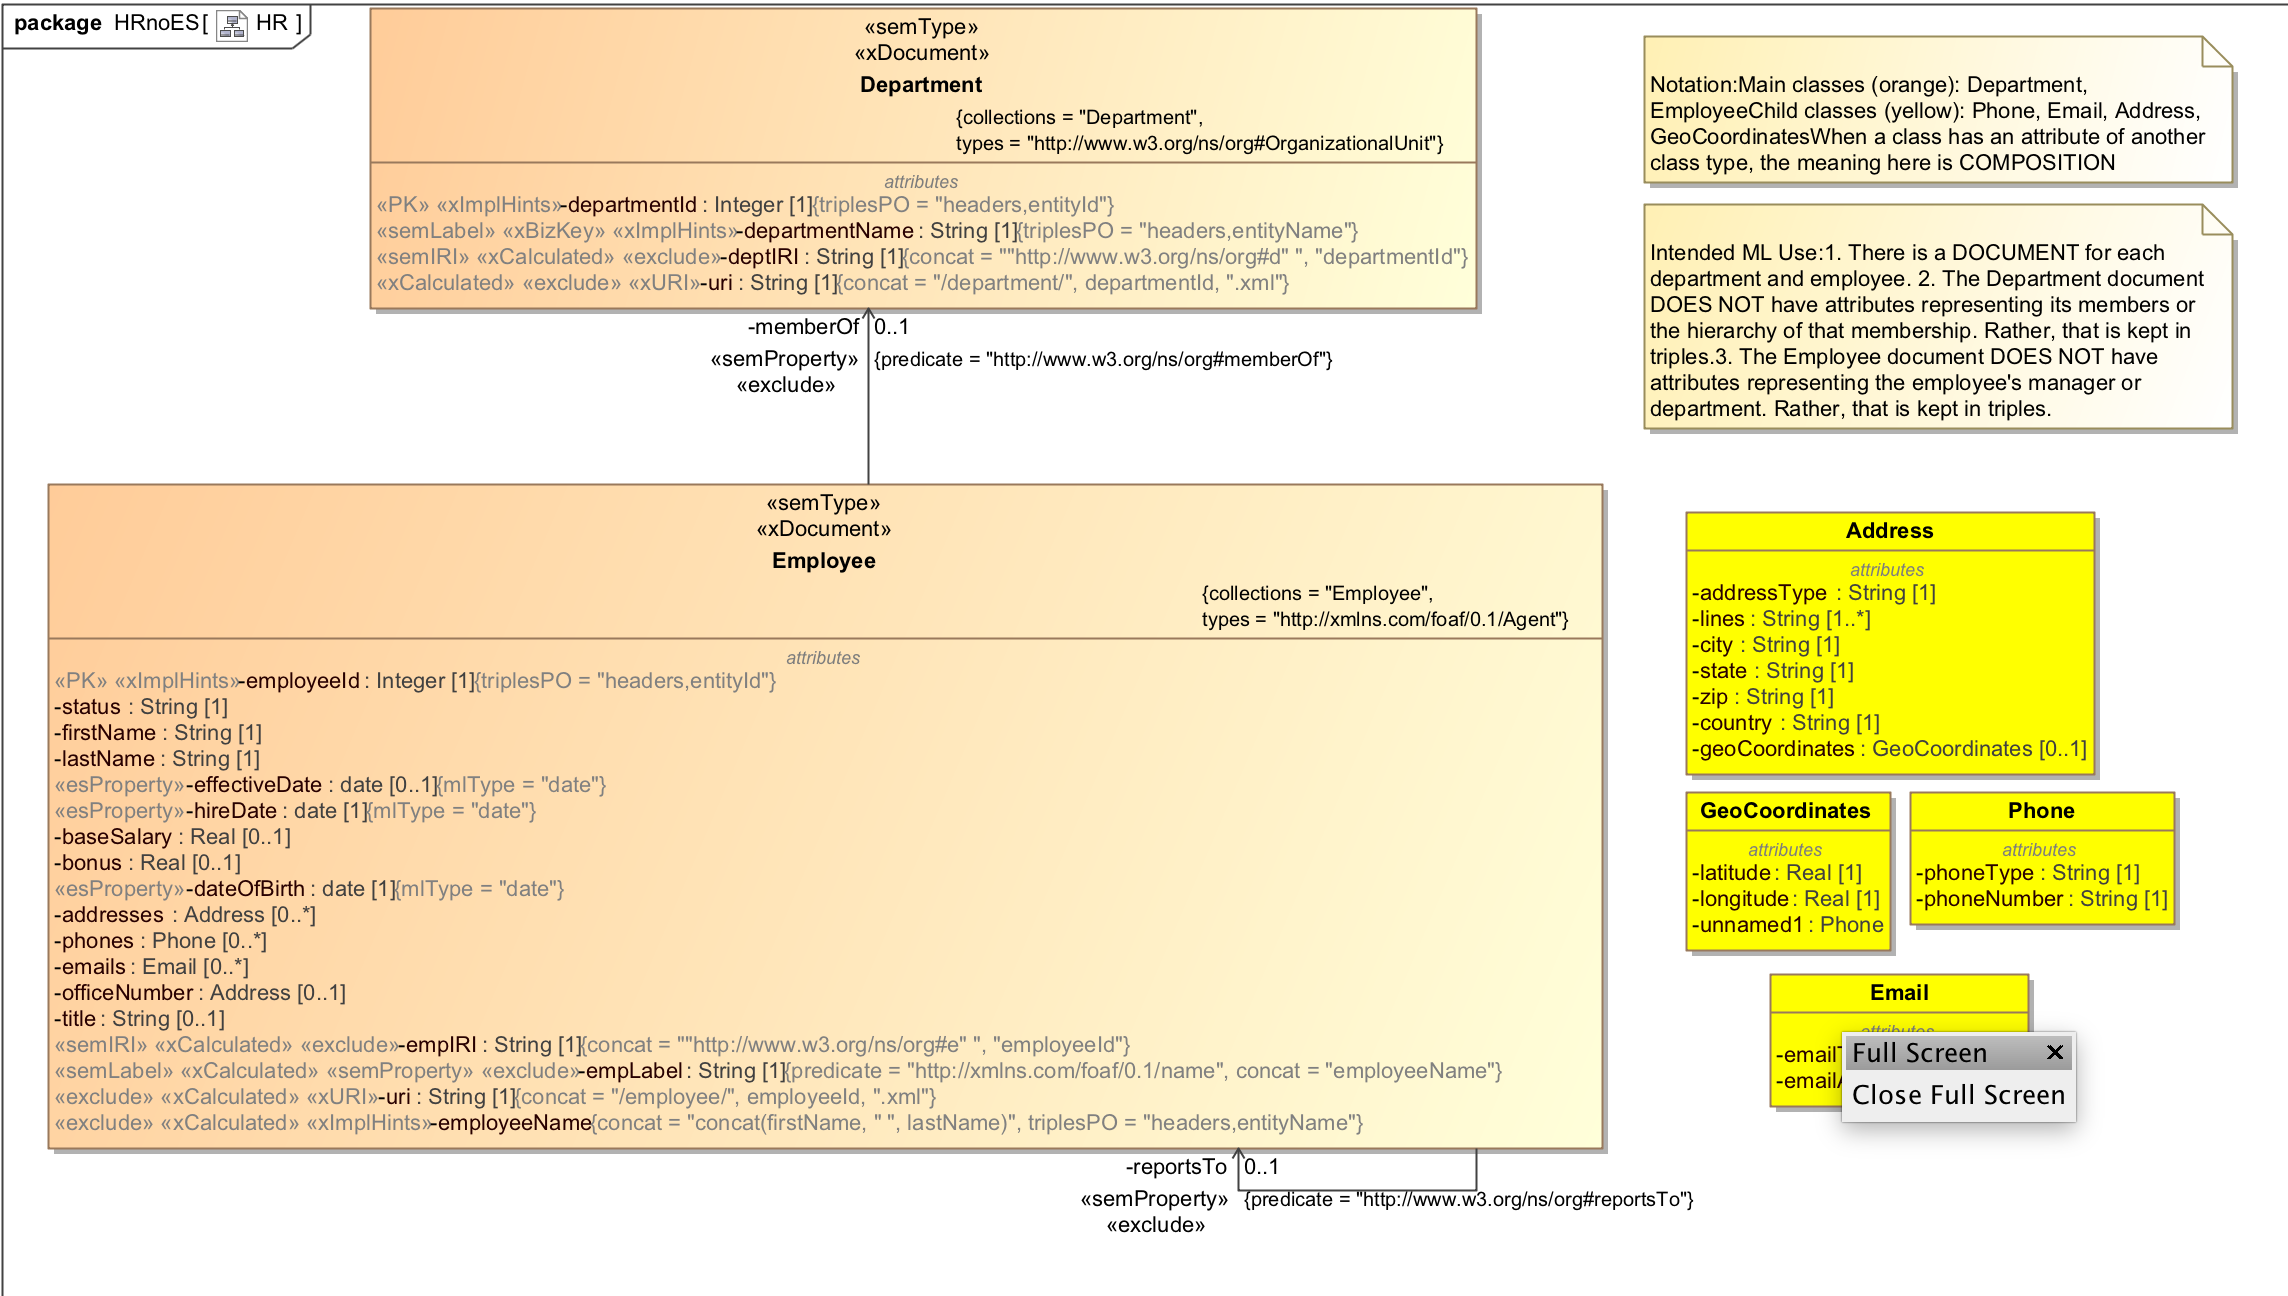 package HRnoES[ HR ]
«semType»
«xDocument»
Department
{collections = "Department",
types = "http://www.w3.org/ns/org#OrganizationalUnit"}
attributes
«PK» «xImplHints»-departmentId : Integer [1]{triplesPO = "headers,entityId"}
«semLabel» «xBizKey» «xImplHints»-departmentName : String [1]{triplesPO = "headers,entityName"}
«semIRI» «xCalculated» «exclude»-deptIRI : String [1]{concat = ""http://www.w3.org/ns/org#d" ", "departmentId"}
«xCalculated» «exclude» «xURI»-uri : String [1]{concat = "/department/", departmentId, ".xml"}
-memberOf 0..1
«semProperty» {predicate = "http://www.w3.org/ns/org#memberOf"}
«exclude»
«semType»
«xDocument»
Employee
{collections = "Employee",
types = "http://xmlns.com/foaf/0.1/Agent"}
attributes
«PK» «xImplHints»-employeeId : Integer [1]{triplesPO = "headers,entityId"}
-status : String [1]
-firstName : String [1]
-lastName : String [1]
«esProperty»-effectiveDate : date [0..1]{mlType = "date"}
«esProperty»-hireDate : date [1]{mlType = "date"}
-baseSalary : Real [0..1]
-bonus : Real [0..1]
«esProperty»-dateOfBirth : date [1]{mlType = "date"}
-addresses : Address [0..*]
-phones : Phone [0..*]
-emails : Email [0..*]
-officeNumber : Address [0..1]
-title : String [0..1]
«semIRI» «xCalculated» «exclude»-empIRI : String [1]{concat = ""http://www.w3.org/ns/org#e" ", "employeeId"}
«semLabel» «xCalculated» «semProperty» «exclude»-empLabel : String [1]{predicate = "http://xmlns.com/foaf/0.1/name", concat = "employeeName"}
«exclude» «xCalculated» «xURI»-uri : String [1]{concat = "/employee/", employeeId, ".xml"}
«exclude» «xCalculated» «xImplHints»-employeeName{concat = "concat(firstName, " ", lastName)", triplesPO = "headers,entityName"}
-reportsTo 0..1
«semProperty» {predicate = "http://www.w3.org/ns/org#reportsTo"}
«exclude»
Notation:Main classes (orange): Department,
EmployeeChild classes (yellow): Phone, Email, Address,
GeoCoordinatesWhen a class has an attribute of another
class type, the meaning here is COMPOSITION
Intended ML Use:1. There is a DOCUMENT for each
department and employee. 2. The Department document
DOES NOT have attributes representing its members or
the hierarchy of that membership. Rather, that is kept in
triples.3. The Employee document DOES NOT have
attributes representing the employee's manager or
department. Rather, that is kept in triples.
Address
attributes
-addressType : String [1]
-lines : String [1..*]
-city : String [1]
-state : String [1]
-zip : String [1]
-country : String [1]
-geoCoordinates : GeoCoordinates [0..1]
GeoCoordinates
attributes
-latitude : Real [1]
-longitude : Real [1]
-unnamed1 : Phone
Phone
attributes
-phoneType : String [1]
-phoneNumber : String [1]
Email
attributes
Full Screen
Close Full Screen